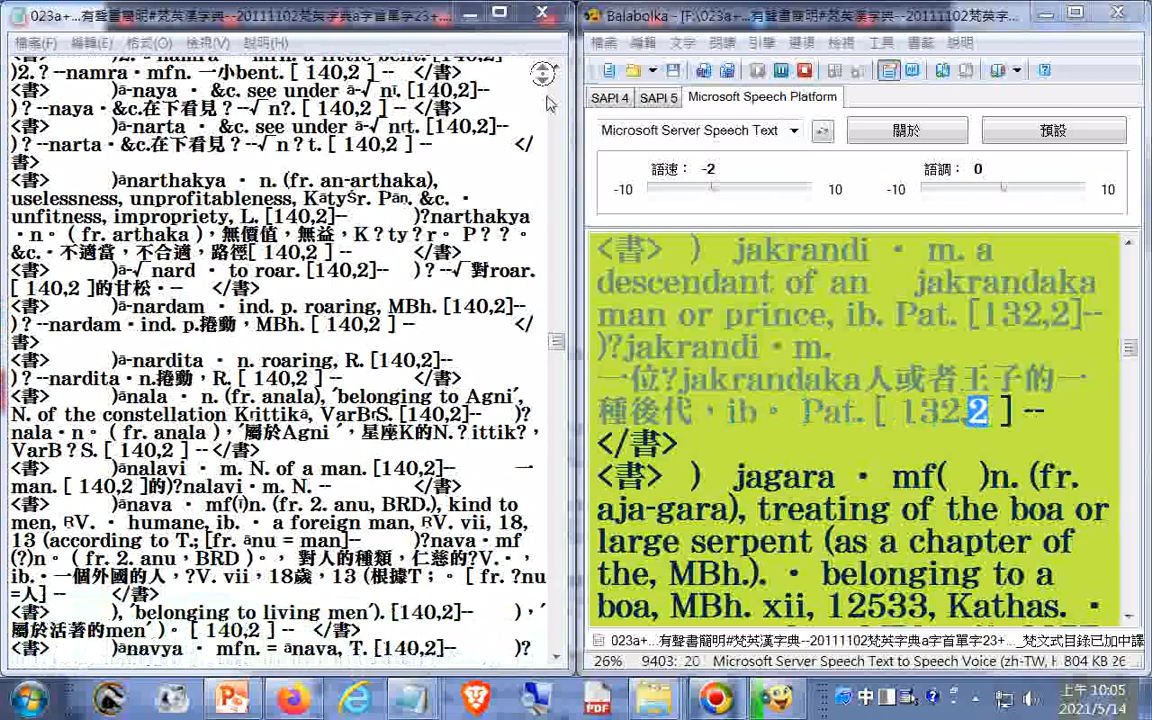 023a+...有聲書簡明#梵英漢字典--20111102梵英字典a字首單字23+...
檔案(F) 編輯(E) 格式(O) 檢視(V) 說明(H)
)2.？--namra‧mfn. 一小bent.［ 140,2 ］-- </書>
<書> )ā-naya ‧ &c. see under ā-√ nī. [140,2]--
)？--naya‧&c.在下看見？--√ n?.［ 140,2 ］-- </書>
<書> )ā-narta ‧ &c. see under ā-√ nṛt. [140,2]--
)？--narta‧&c.在下看見？--√ n？t.［ 140,2 ］-- </
書>
<書> )ānarthakya ‧ n. (fr. an-arthaka),
uselessness, unprofitableness, KātyŚr. Pāṇ. &c. ‧
unfitness, impropriety, L. [140,2]-- )?narthakya
‧n。（ fr. arthaka )，無價值，無益，K？ty？r。P？？。
&c.‧不適當，不合適，路徑[140,2 ］-- </書>
<書> )ā-√ nard ‧ to roar. [140,2]-- )？--√對roar.
［ 140,2 ］的甘松‧-- </書>
<書> )ā-nardam ‧ ind. p. roaring, MBh. [140,2]--
)？--nardam‧ind. p.捲動，MBh.［ 140,2 ］-- </
書>
<書> )ā-nardita ‧ n. roaring, R. [140,2]--
)？--nardita‧n.捲動，R.［ 140,2 ］-- </書>
<書> )ānala ‧ n. (fr. anala), 'belonging to Agni',
N. of the constellation Kṛittikā, VarBṛS. [140,2]-- )?
nala‧n。（ fr. anala )，'屬於Agni '，星座K的N.？ittik?，
VarB？S.［ 140,2 ］-- </書>
<書> )ānalavi ‧ m. N. of a man. [140,2]-- 一
man.［ 140,2 ］的)?nalavi‧m. N.-- </書>
<書> )ānava ‧ mf(ī)n. (fr. 2. anu, BRD.), kind to
men, ṚV. ‧ humane, ib. ‧ a foreign man, ṚV. vii, 18,
13 (according to T.; [fr. ānu = man]-- )?nava‧mf
(?)n。（ fr. 2. anu，BRD )。， 對人的種類，仁慈的?V.‧，
ib.‧一個外國的人，?V. vii，18歲，13 (根據T；。［ fr. ?nu
=人］-- </書>
<書> ), 'belonging to living men'). [140,2]-- )，'
屬於活著的men' )。［ 140,2 ］-- </書>
<書> )ānavya ‧ mfn. = ānava, T. [140,2]-- )?
Balabolka - [F:\023a+...有聲書簡明#梵英漢字典--20111102梵英字...
檔案 編輯 文字 朗讀 引擎 選項 檢視 工具 書籤 說明
SAPI 4 SAPI 5 Microsoft Speech Platform
Microsoft Server Speech Text 關於 預設
語速: -2 語調: 0
-10 10 -10 10
<書> ) jakrandi ‧ m. a
descendant of an jakrandaka
man or prince, ib. Pat. [132,2]--
)?jakrandi‧m.
一位?jakrandaka人或者王子的一
種後代，ib。 Pat.［ 132,2 ］--
</書>
<書> ) jagara ‧ mf( )n. (fr.
aja-gara), treating of the boa or
large serpent (as a chapter of
the, MBh.). ‧ belonging to a
boa, MBh. xii, 12533, Kathas. ‧
023a+...有聲書簡明#梵英漢字典--20111102梵英字典a字首單字23+..._梵文式目錄已加中譯
26% 9403: 20 Microsoft Server Speech Text to Speech Voice (zh-TW, H 804 KB 26
中
上午 10:05
2021/5/14